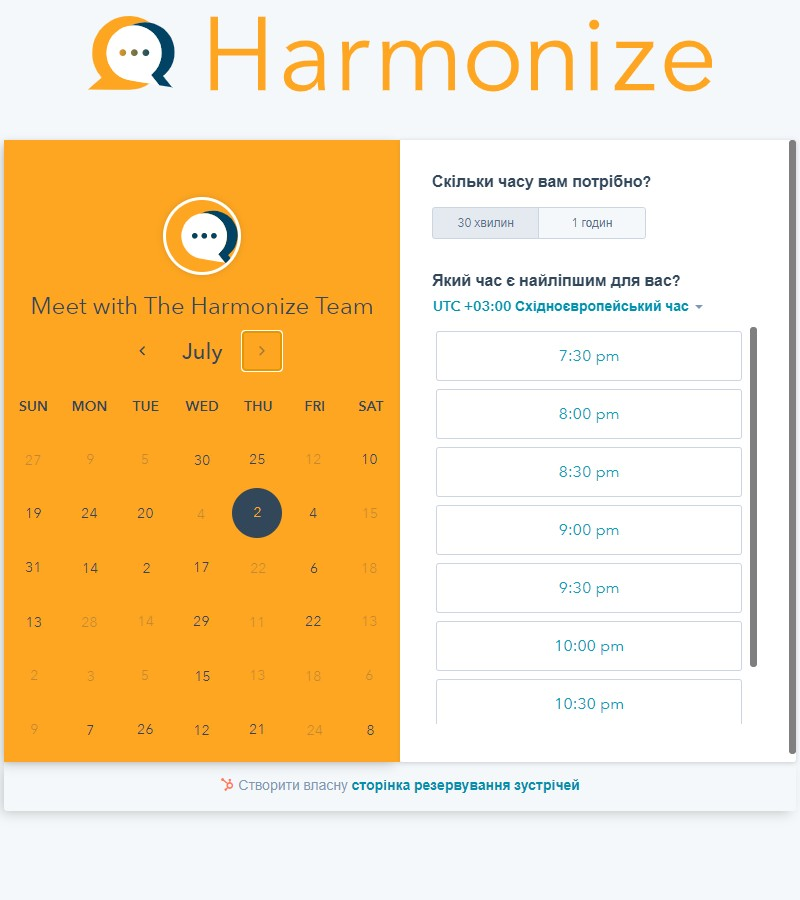 Harmonize
Meet with The Harmonize Team
July
SUN MON TUE WED THU FRI SAT
27 9 5 30 25 12 10
19 24 20 4 2 4 15
31 14 2 17 22 6 18
13 28 14 29 11 22 13
2 3 5 15 13 18 6
9 7 26 12 21 24 8
Скільки часу вам потрібно?
30 хвилин 1 годин
Який час є найліпшим для вас?
UTC +03:00 Східноєвропейський час
7:30 pm
8:00 pm
8:30 pm
9:00 pm
9:30 pm
10:00 pm
10:30 pm
Створити власну сторінка резервування зустрічей